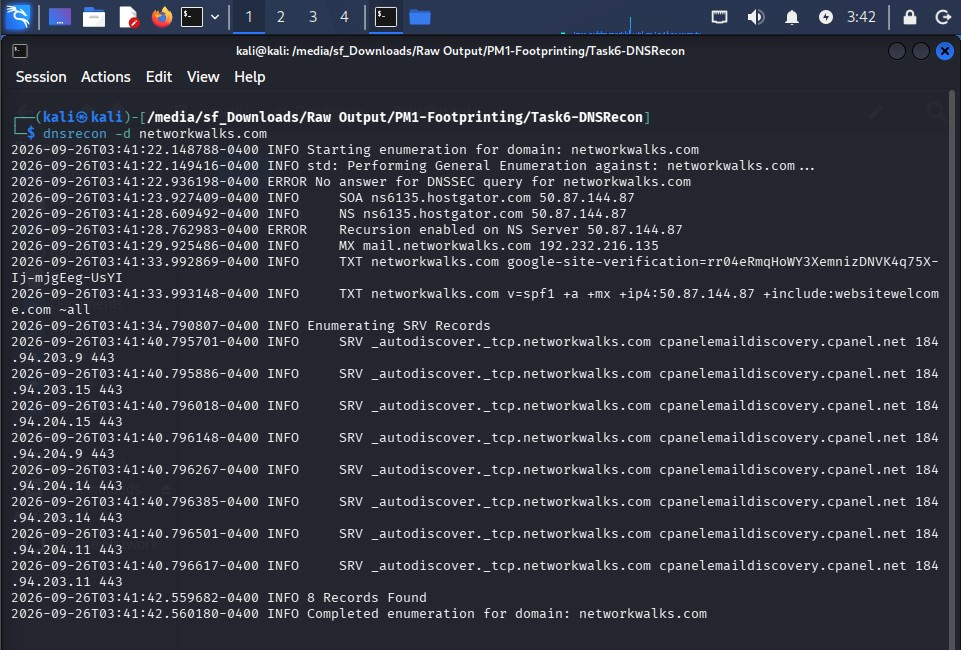 1 2 3 4 3:42
kali@kali: /media/sf_Downloads/Raw Output/PM1-Footprinting/Task6-DNSRecon
Session Actions Edit View Help
┌──(kali㉿kali)-[/media/sf_Downloads/Raw Output/PM1-Footprinting/Task6-DNSRecon]
└─$ dnsrecon -d networkwalks.com
2026-09-26T03:41:22.148788-0400 INFO Starting enumeration for domain: networkwalks.com
2026-09-26T03:41:22.149416-0400 INFO std: Performing General Enumeration against: networkwalks.com...
2026-09-26T03:41:22.936198-0400 ERROR No answer for DNSSEC query for networkwalks.com
2026-09-26T03:41:23.927409-0400 INFO SOA ns6135.hostgator.com 50.87.144.87
2026-09-26T03:41:28.609492-0400 INFO NS ns6135.hostgator.com 50.87.144.87
2026-09-26T03:41:28.762983-0400 ERROR Recursion enabled on NS Server 50.87.144.87
2026-09-26T03:41:29.925486-0400 INFO MX mail.networkwalks.com 192.232.216.135
2026-09-26T03:41:33.992869-0400 INFO TXT networkwalks.com google-site-verification=rr04eRmqHoWY3XemnizDNVK4q75X-
Ij-mjgEeg-UsYI
2026-09-26T03:41:33.993148-0400 INFO TXT networkwalks.com v=spf1 +a +mx +ip4:50.87.144.87 +include:websitewelcom
e.com ~all
2026-09-26T03:41:34.790807-0400 INFO Enumerating SRV Records
2026-09-26T03:41:40.795701-0400 INFO SRV _autodiscover._tcp.networkwalks.com cpanelemaildiscovery.cpanel.net 184
.94.203.9 443
2026-09-26T03:41:40.795886-0400 INFO SRV _autodiscover._tcp.networkwalks.com cpanelemaildiscovery.cpanel.net 184
.94.203.15 443
2026-09-26T03:41:40.796018-0400 INFO SRV _autodiscover._tcp.networkwalks.com cpanelemaildiscovery.cpanel.net 184
.94.204.15 443
2026-09-26T03:41:40.796148-0400 INFO SRV _autodiscover._tcp.networkwalks.com cpanelemaildiscovery.cpanel.net 184
.94.204.9 443
2026-09-26T03:41:40.796267-0400 INFO SRV _autodiscover._tcp.networkwalks.com cpanelemaildiscovery.cpanel.net 184
.94.204.14 443
2026-09-26T03:41:40.796385-0400 INFO SRV _autodiscover._tcp.networkwalks.com cpanelemaildiscovery.cpanel.net 184
.94.203.14 443
2026-09-26T03:41:40.796501-0400 INFO SRV _autodiscover._tcp.networkwalks.com cpanelemaildiscovery.cpanel.net 184
.94.204.11 443
2026-09-26T03:41:40.796617-0400 INFO SRV _autodiscover._tcp.networkwalks.com cpanelemaildiscovery.cpanel.net 184
.94.203.11 443
2026-09-26T03:41:42.559682-0400 INFO 8 Records Found
2026-09-26T03:41:42.560180-0400 INFO Completed enumeration for domain: networkwalks.com